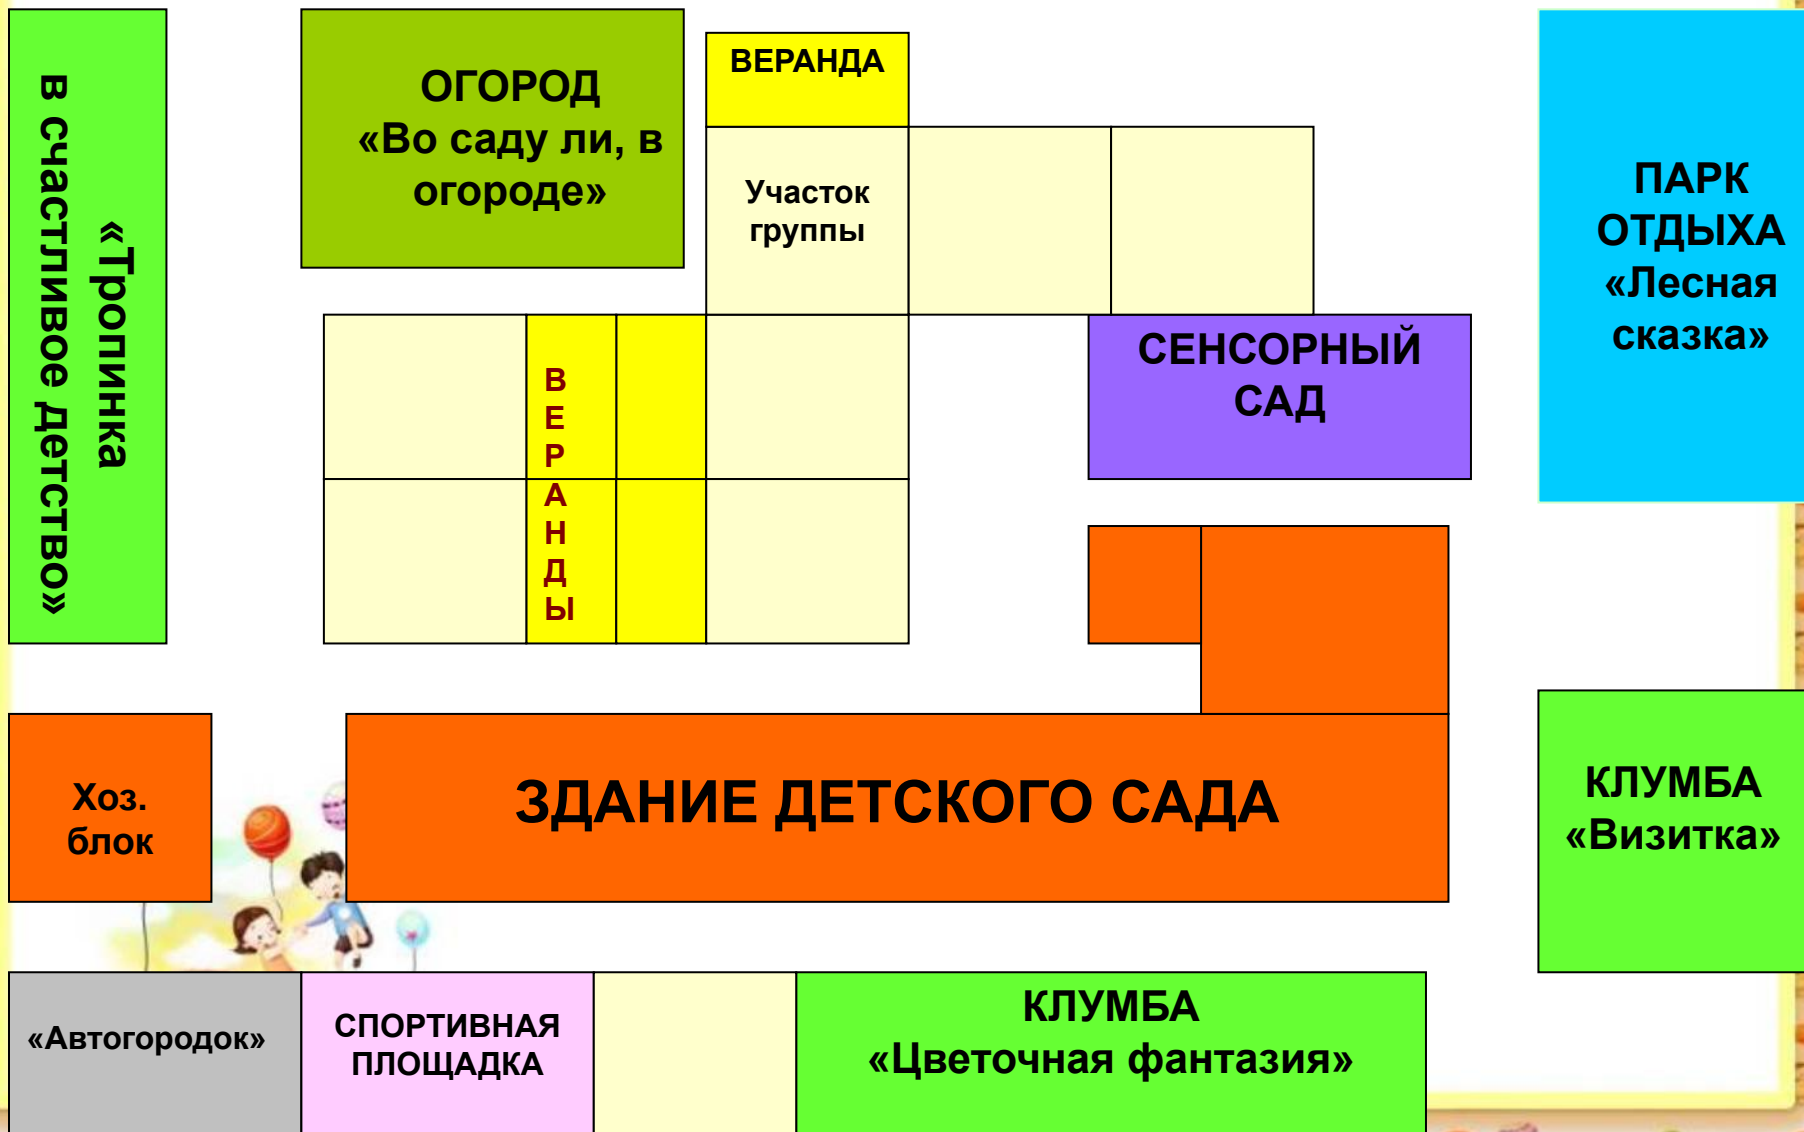 «Тропинка
в счастливое детство»
ОГОРОД
«Во саду ли, в
огороде»
ВЕРАНДА
Участок
группы
ПАРК
ОТДЫХА
«Лесная
сказка»
В
Е
Р
А
Н
Д
Ы
СЕНСОРНЫЙ
САД
Хоз.
блок
ЗДАНИЕ ДЕТСКОГО САДА
КЛУМБА
«Визитка»
«Автогородок»
СПОРТИВНАЯ
ПЛОЩАДКА
КЛУМБА
«Цветочная фантазия»